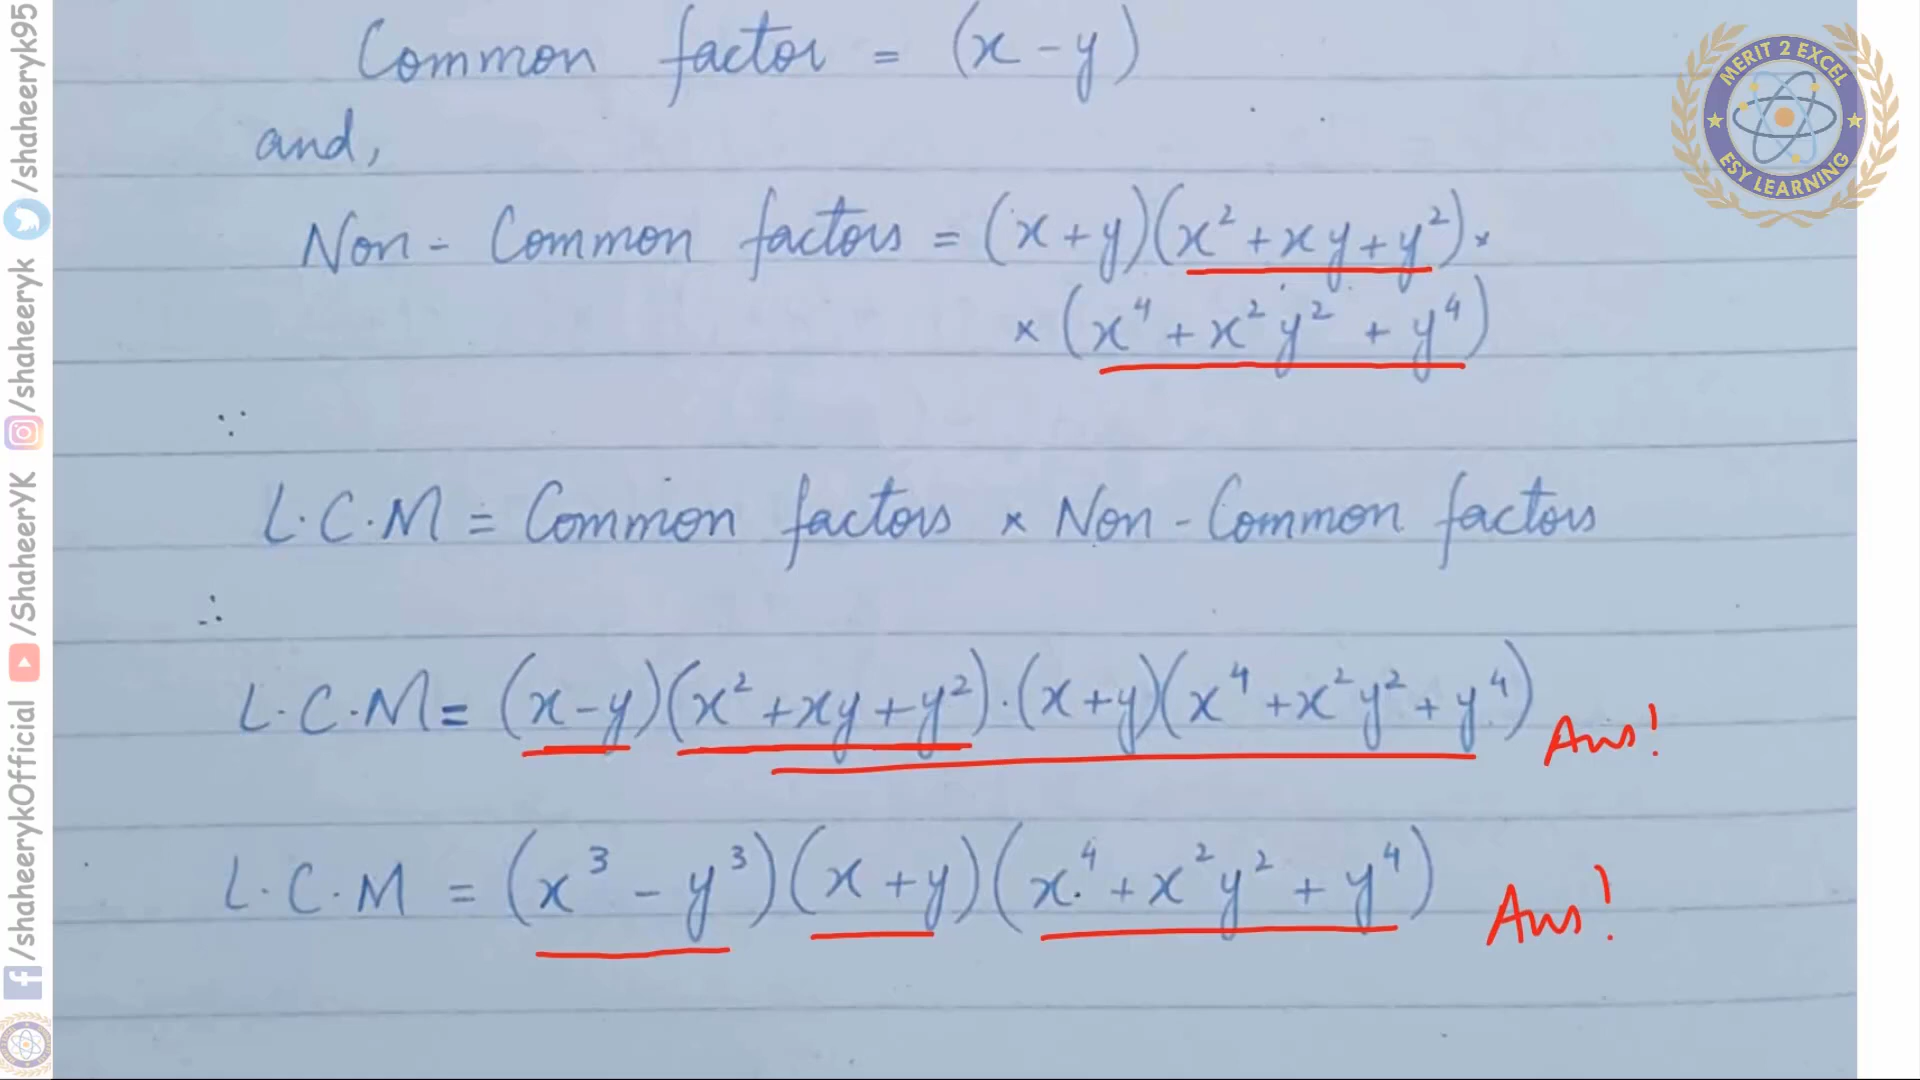 Common factor = (x - y)
and,
Non - Common factors = (x + y)(x² + xy + y²) ×
× (x⁴ + x²y² + y⁴)
∵
L.C.M = Common factors × Non - Common factors
∴
L.C.M = (x - y)(x² + xy + y²) · (x + y)(x⁴ + x²y² + y⁴) Ans!
L.C.M = (x³ - y³)(x + y)(x⁴ + x²y² + y⁴) Ans!
MERIT 2 EXCEL
ESY LEARNING
/shaheeryk95
/shaheeryk
/ShaheerYK
/shaheerykOfficial